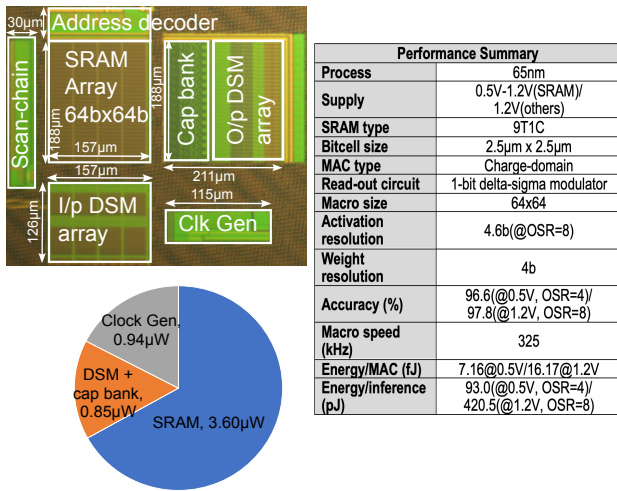 30µm
Address decoder
Scan-chain
188µm
SRAM
Array
64bx64b
157µm
188µm
Cap bank
O/p DSM
array
157µm
211µm
126µm
I/p DSM
array
115µm
Clk Gen
Clock Gen,
0.94µW
DSM +
cap bank,
0.85µW
SRAM, 3.60µW
Performance Summary
Process 65nm
Supply 0.5V-1.2V(SRAM)/
1.2V(others)
SRAM type 9T1C
Bitcell size 2.5µm x 2.5µm
MAC type Charge-domain
Read-out circuit 1-bit delta-sigma modulator
Macro size 64x64
Activation
resolution 4.6b(@OSR=8)
Weight
resolution 4b
Accuracy (%) 96.6(@0.5V, OSR=4)/
97.8(@1.2V, OSR=8)
Macro speed
(kHz) 325
Energy/MAC (fJ) 7.16@0.5V/16.17@1.2V
Energy/inference
(pJ) 93.0(@0.5V, OSR=4)/
420.5(@1.2V, OSR=8)